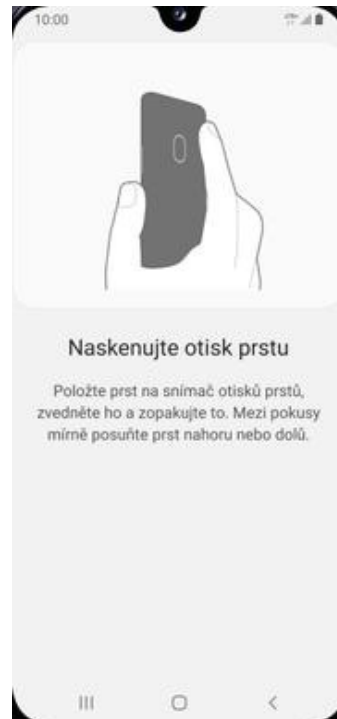 10:00
Naskenujte otisk prstu
Položte prst na snímač otisků prstů,
zvedněte ho a zopakujte to. Mezi pokusy
mírně posuňte prst nahoru nebo dolů.